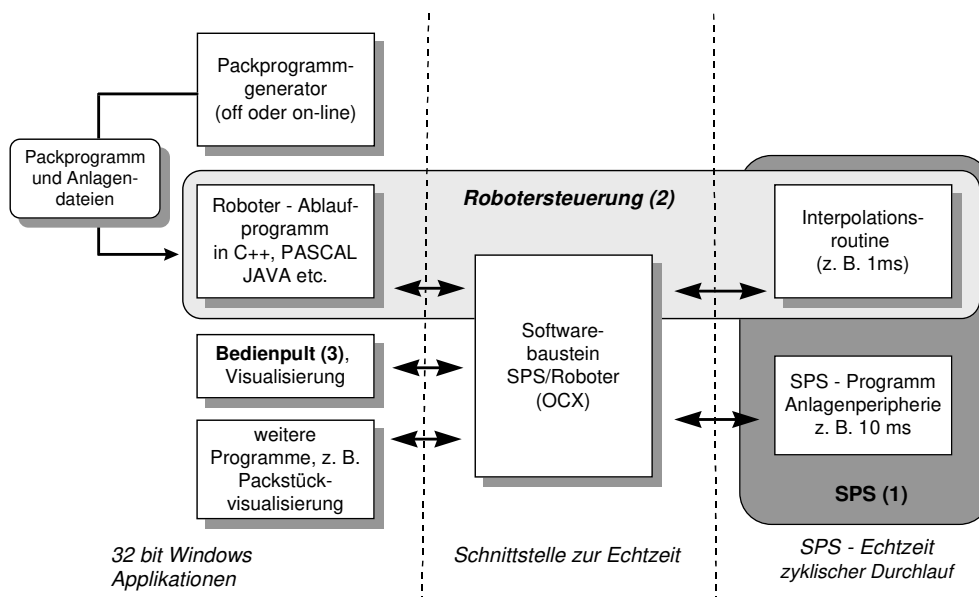 Packprogramm-
generator
(off oder on-line)
Packprogramm
und Anlagen-
dateien
Robotersteuerung (2)
Roboter - Ablauf-
programm
in C++, PASCAL
JAVA etc.
Interpolations-
routine
(z. B. 1ms)
Software-
baustein
SPS/Roboter
(OCX)
Bedienpult (3),
Visualisierung
SPS - Programm
Anlagenperipherie
z. B. 10 ms
weitere
Programme, z. B.
Packstück-
visualisierung
SPS (1)
32 bit Windows
Applikationen
Schnittstelle zur Echtzeit
SPS - Echtzeit
zyklischer Durchlauf